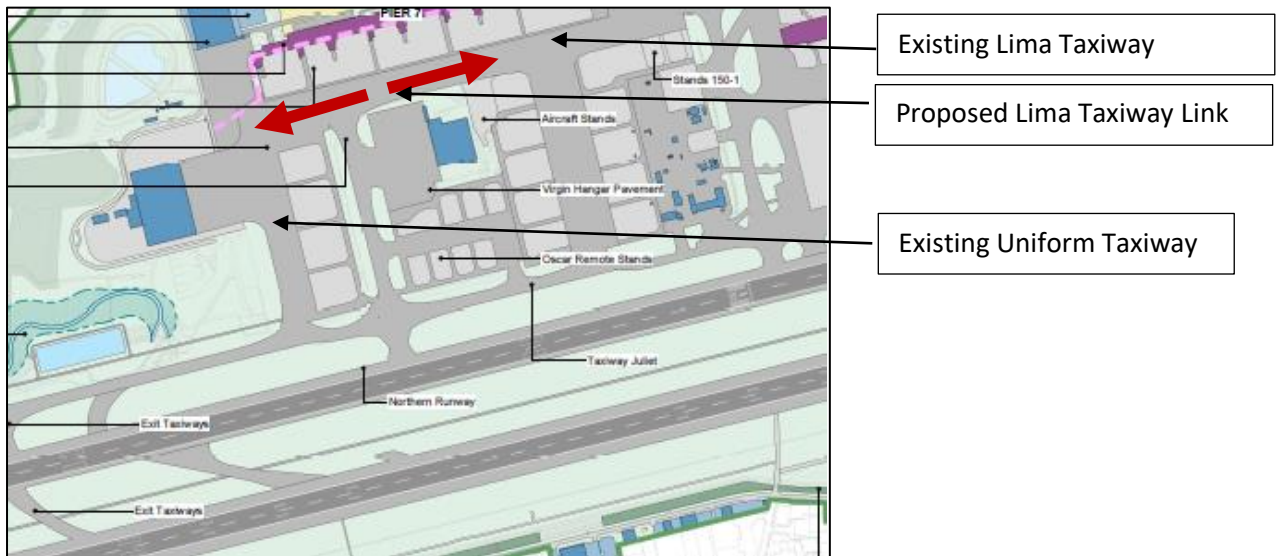 PIER 7
Existing Lima Taxiway
Stands 150-1
Proposed Lima Taxiway Link
Aircraft Stands
Virgin Hangar Pavement
Existing Uniform Taxiway
Oscar Remote Stands
Taxiway Juliet
Northern Runway
Exit Taxiways
Exit Taxiways